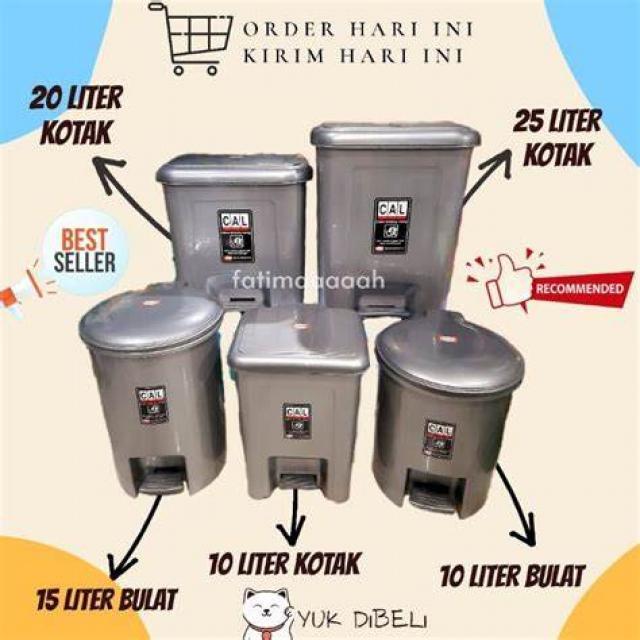 ORDER HARI INI
KIRIM HARI INI
20 LITER
KOTAK
25 LITER
KOTAK
CAL
CAL
BEST
SELLER
fatimaqaaaah
RECOMMENDED
CAL
CAL
CAL
10 LITER KOTAK
10 LITER BULAT
15 LITER BULAT
YUK DiBELi